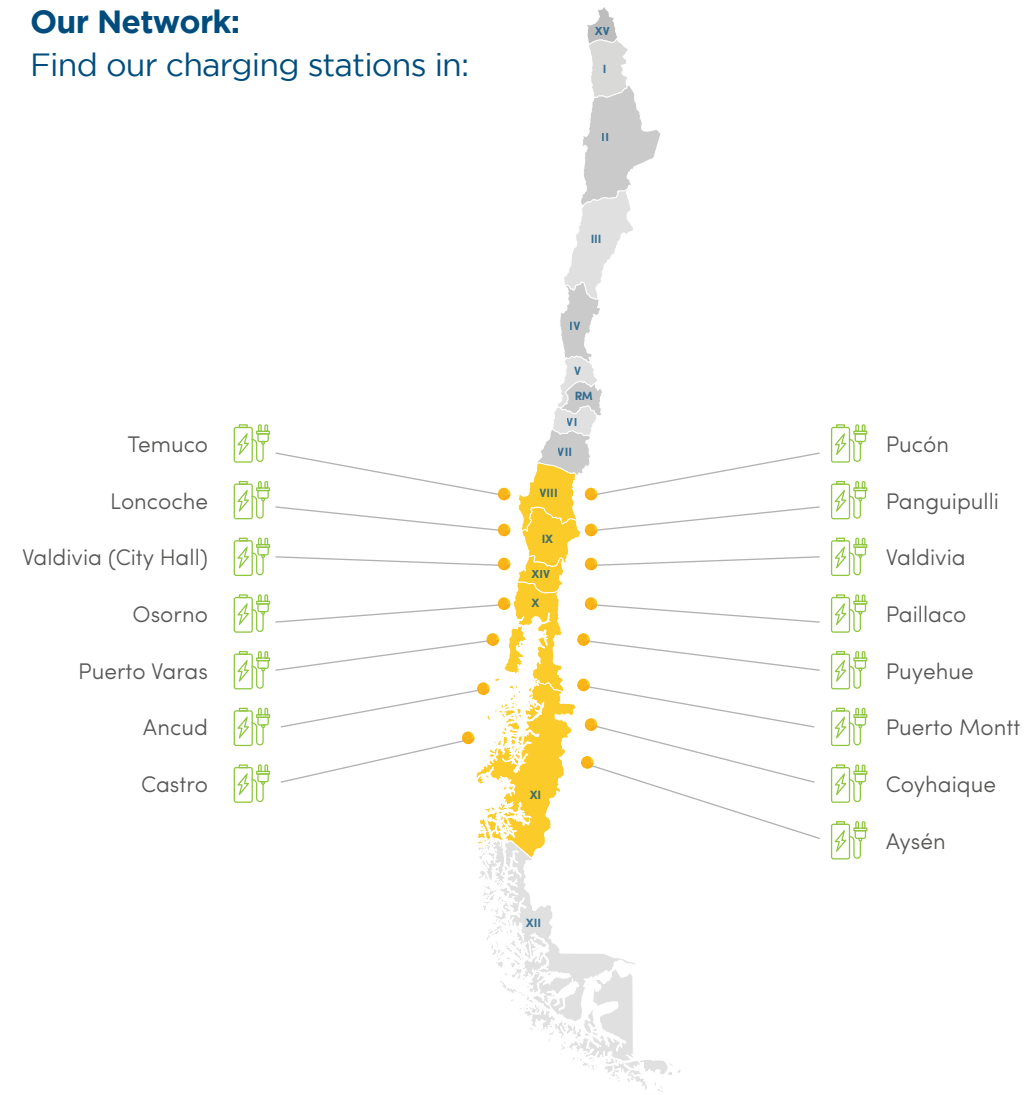 Our Network:
Find our charging stations in:
XV
I
II
III
IV
V
RM
VI
VII
VIII
IX
XIV
X
XI
XII
Temuco
Loncoche
Valdivia (City Hall)
Osorno
Puerto Varas
Ancud
Castro
Pucón
Panguipulli
Valdivia
Paillaco
Puyehue
Puerto Montt
Coyhaique
Aysén